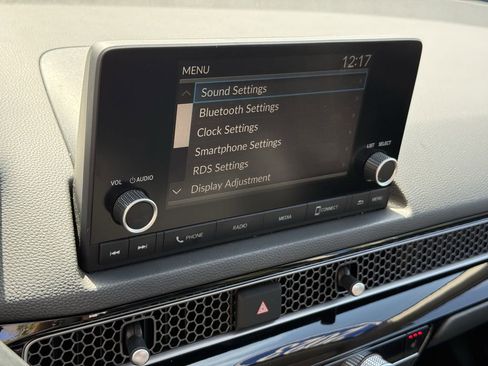 MENU 12:17
Sound Settings
Bluetooth Settings
Clock Settings
Smartphone Settings
RDS Settings
Display Adjustment
VOL AUDIO
LIST SELECT
PHONE RADIO MEDIA CONNECT MENU